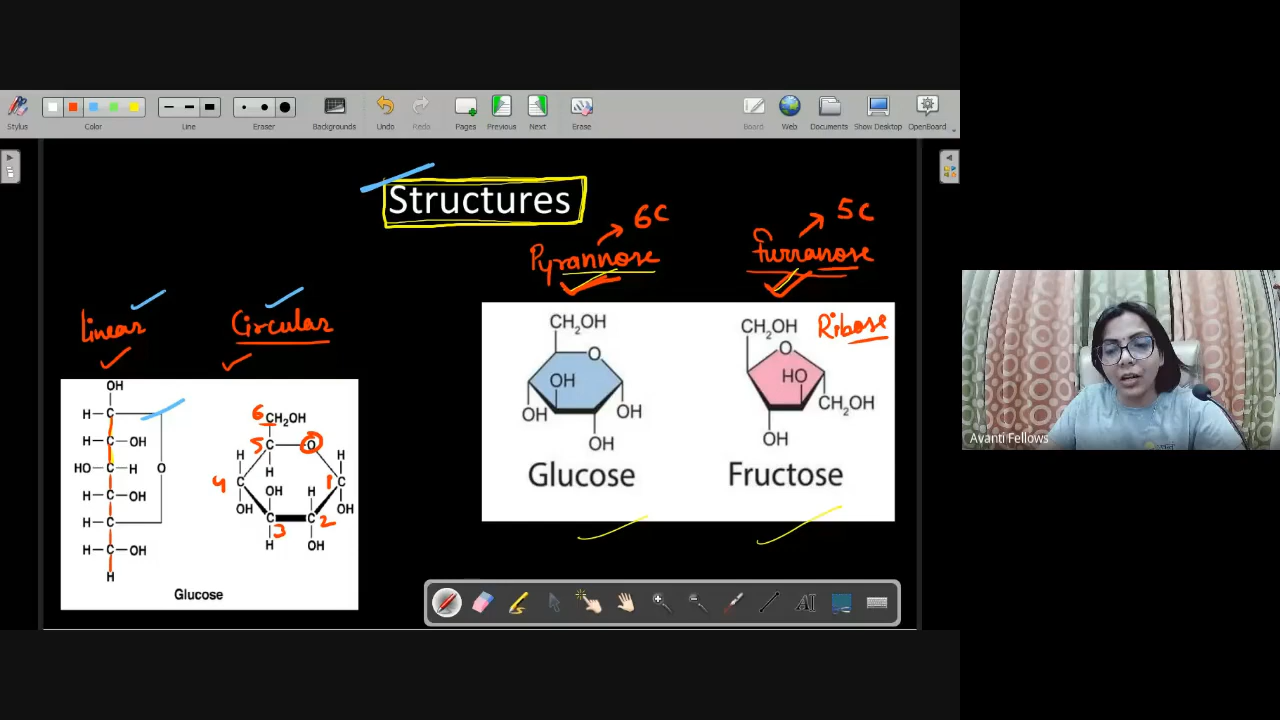 Stylus
Color
Line
Eraser
Backgrounds
Undo
Redo
Pages
Previous
Next
Erase
Board
Web
Documents
Show Desktop
OpenBoard
Structures
6C
5C
Pyrannose
Furranose
Linear
Circular
CH2OH
O
OH
OH
OH
OH
Glucose
CH2OH
Ribose
O
HO
CH2OH
OH
Fructose
OH
H C
H C OH
HO C H
O
H C OH
H C
H C OH
H
6 CH2OH
5 C O
H H H
4 C OH H 1 C
OH C C OH
3 2
H OH
Glucose
Avanti Fellows
AI